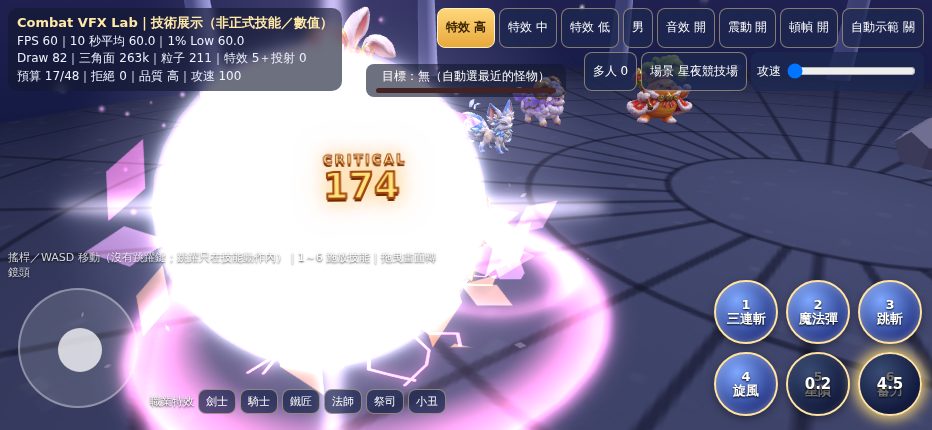 Combat VFX Lab｜技術展示（非正式技能／數值）
FPS 60｜10 秒平均 60.0｜1% Low 60.0
Draw 82｜三角面 263k｜粒子 211｜特效 5＋投射 0
預算 17/48｜拒絕 0｜品質 高｜攻速 100
特效 高
特效 中
特效 低
男
音效 開
震動 開
頓幀 開
自動示範 關
多人 0
場景 星夜競技場
攻速
目標：無（自動選最近的怪物）
CRITICAL
174
搖桿／WASD 移動（沒有跳躍鍵；跳躍只在技能動作內）｜1～6 施放技能｜拖曳畫面轉
鏡頭
1
三連斬
2
魔法彈
3
跳斬
4
旋風
5
0.2
星隕
6
4.5
蓄力
職業特效
劍士
騎士
鐵匠
法師
祭司
小丑